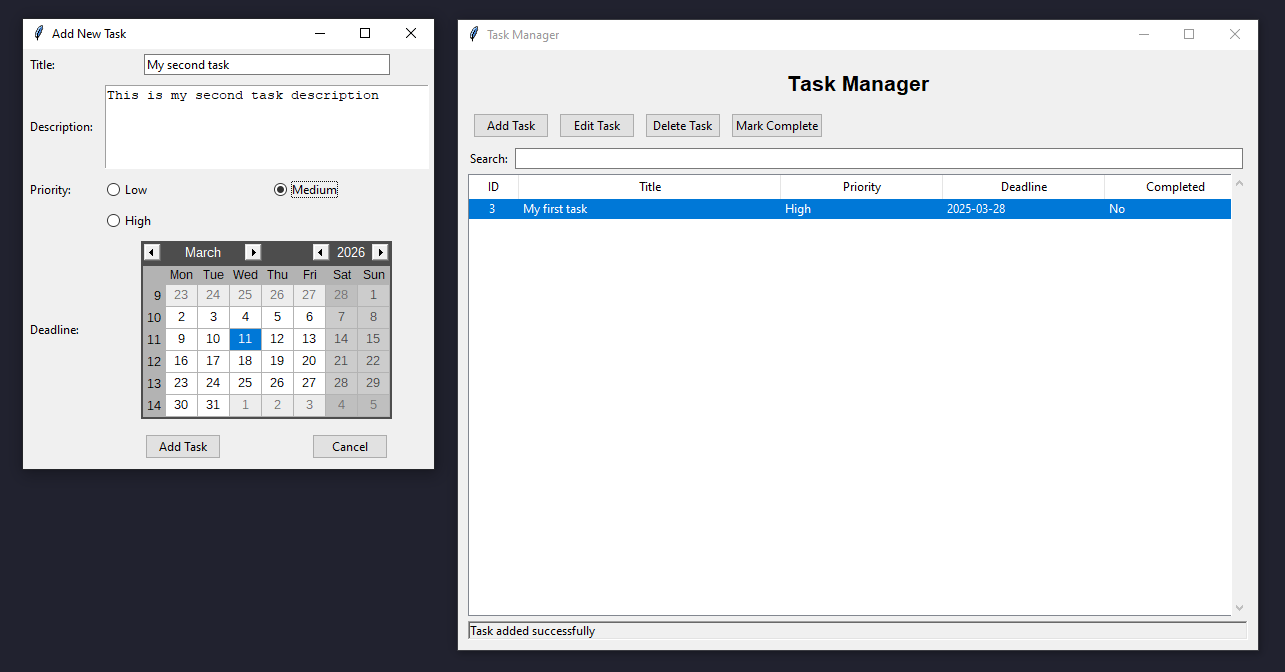 Add New Task
Title: My second task
Description: This is my second task description
Priority: Low Medium
High
Deadline:
March 2026
Mon Tue Wed Thu Fri Sat Sun
9 23 24 25 26 27 28 1
10 2 3 4 5 6 7 8
11 9 10 11 12 13 14 15
12 16 17 18 19 20 21 22
13 23 24 25 26 27 28 29
14 30 31 1 2 3 4 5
Add Task Cancel
Task Manager
Task Manager
Add Task Edit Task Delete Task Mark Complete
Search:
ID Title Priority Deadline Completed
3 My first task High 2025-03-28 No
Task added successfully